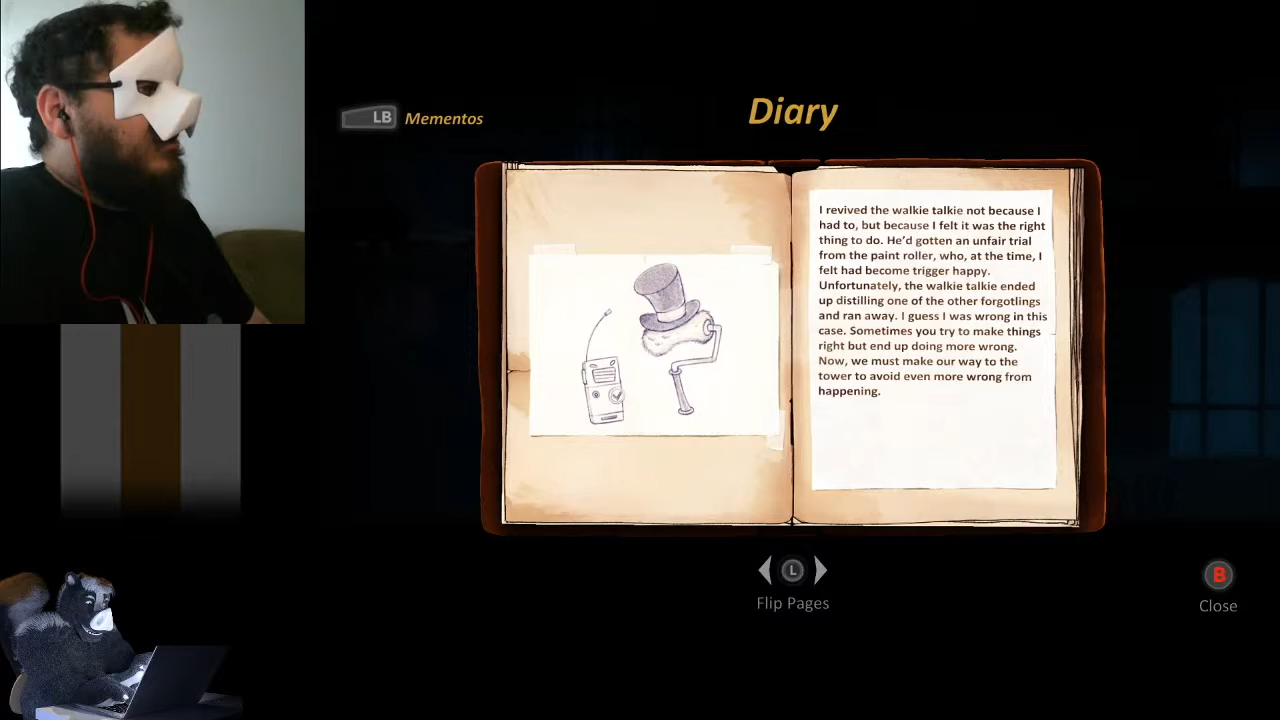 LB Mementos
Diary
I revived the walkie talkie not because I
had to, but because I felt it was the right
thing to do. He'd gotten an unfair trial
from the paint roller, who, at the time, I
felt had become trigger happy.
Unfortunately, the walkie talkie ended
up distilling one of the other forgotlings
and ran away. I guess I was wrong in this
case. Sometimes you try to make things
right but end up doing more wrong.
Now, we must make our way to the
tower to avoid even more wrong from
happening.
L
Flip Pages
B
Close